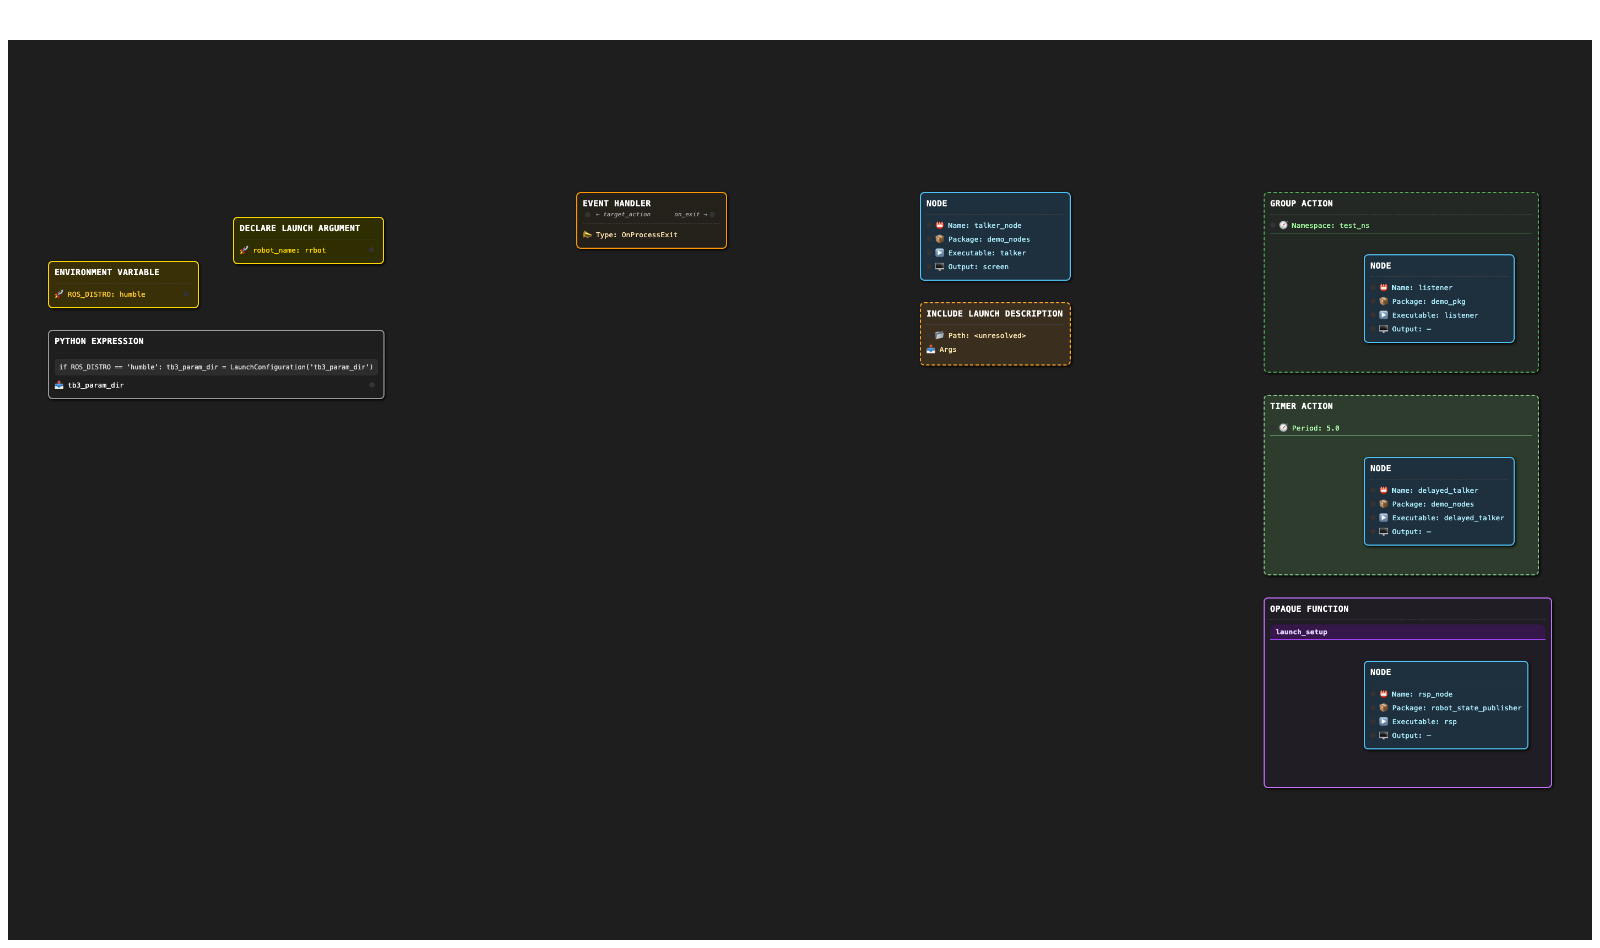 ENVIRONMENT VARIABLE
ROS_DISTRO: humble
PYTHON EXPRESSION
if ROS_DISTRO == 'humble': tb3_param_dir = LaunchConfiguration('tb3_param_dir')
tb3_param_dir
DECLARE LAUNCH ARGUMENT
robot_name: rrbot
EVENT HANDLER
← target_action on_exit →
Type: OnProcessExit
NODE
Name: talker_node
Package: demo_nodes
Executable: talker
Output: screen
INCLUDE LAUNCH DESCRIPTION
Path: <unresolved>
Args
GROUP ACTION
Namespace: test_ns
NODE
Name: listener
Package: demo_pkg
Executable: listener
Output: —
TIMER ACTION
Period: 5.0
NODE
Name: delayed_talker
Package: demo_nodes
Executable: delayed_talker
Output: —
OPAQUE FUNCTION
launch_setup
NODE
Name: rsp_node
Package: robot_state_publisher
Executable: rsp
Output: —